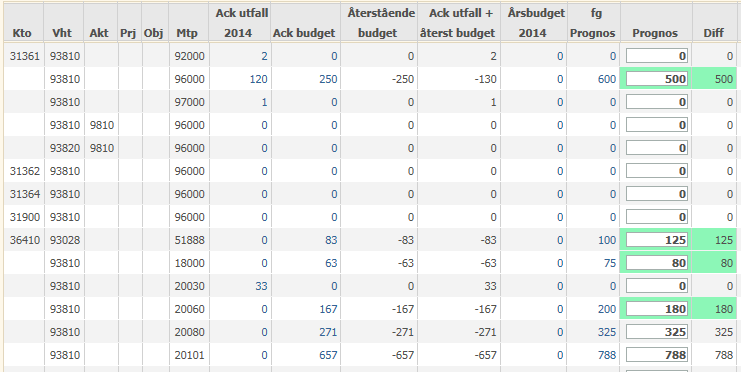 Kto Vht Akt Prj Obj Mtp Ack utfall 2014 Ack budget Återstående budget Ack utfall + återst budget Årsbudget 2014 fg Prognos Prognos Diff
31361 93810 92000 2 0 0 2 0 0 0 0
93810 96000 120 250 -250 -130 0 600 500 500
93810 97000 1 0 0 1 0 0 0 0
93810 9810 96000 0 0 0 0 0 0 0 0
93820 9810 96000 0 0 0 0 0 0 0 0
31362 93810 96000 0 0 0 0 0 0 0 0
31364 93810 96000 0 0 0 0 0 0 0 0
31900 93810 96000 0 0 0 0 0 0 0 0
36410 93028 51888 0 83 -83 -83 0 100 125 125
93810 18000 0 63 -63 -63 0 75 80 80
93810 20030 33 0 0 33 0 0 0 0
93810 20060 0 167 -167 -167 0 200 180 180
93810 20080 0 271 -271 -271 0 325 325 325
93810 20101 0 657 -657 -657 0 788 788 788